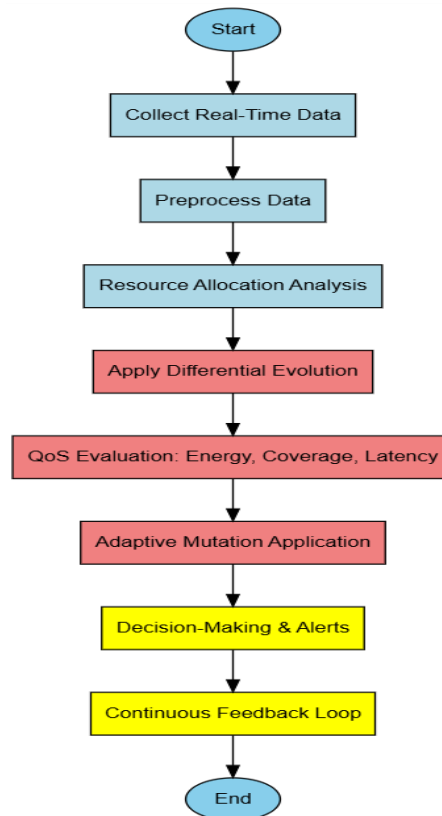 Start
Collect Real-Time Data
Preprocess Data
Resource Allocation Analysis
Apply Differential Evolution
QoS Evaluation: Energy, Coverage, Latency
Adaptive Mutation Application
Decision-Making & Alerts
Continuous Feedback Loop
End